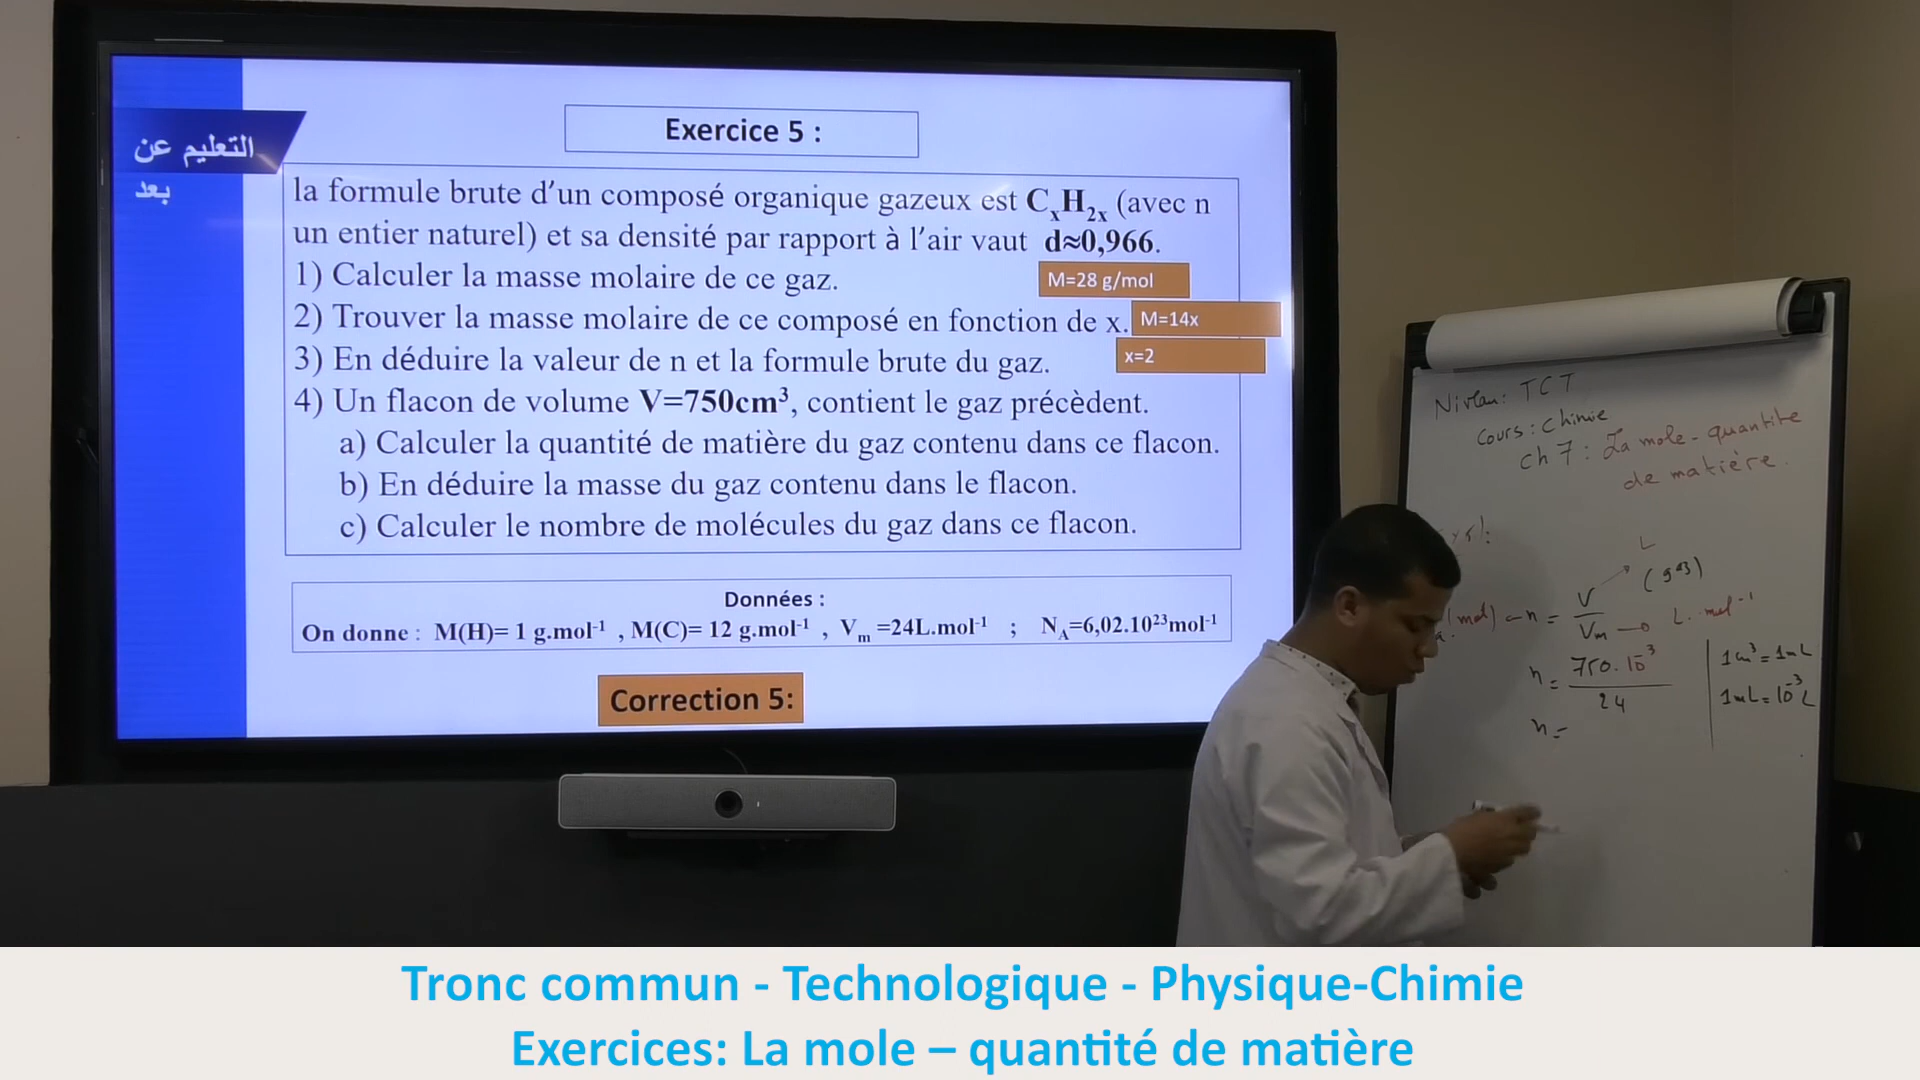 التعليم عن
بعد
Exercice 5 :
la formule brute d’un composé organique gazeux est CₓH₂ₓ (avec n
un entier naturel) et sa densité par rapport à l’air vaut d≈0,966.
1) Calculer la masse molaire de ce gaz.
M=28 g/mol
2) Trouver la masse molaire de ce composé en fonction de x.
M=14x
3) En déduire la valeur de n et la formule brute du gaz.
x=2
4) Un flacon de volume V=750cm³, contient le gaz précèdent.
a) Calculer la quantité de matière du gaz contenu dans ce flacon.
b) En déduire la masse du gaz contenu dans le flacon.
c) Calculer le nombre de molécules du gaz dans ce flacon.
Données :
On donne : M(H)= 1 g.mol⁻¹ , M(C)= 12 g.mol⁻¹ , Vₘ =24L.mol⁻¹ ; N_A=6,02.10²³mol⁻¹
Correction 5:
Niveau: TCT
Cours: Chimie
Ch 7 : La mole - quantité
de matière.
L
(gaz)
(mol) n = V / Vm L.mol⁻¹
n = 750.10⁻³ / 24
1cm³=1mL
1mL=10⁻³L
n=
Tronc commun - Technologique - Physique-Chimie
Exercices: La mole – quantité de matière